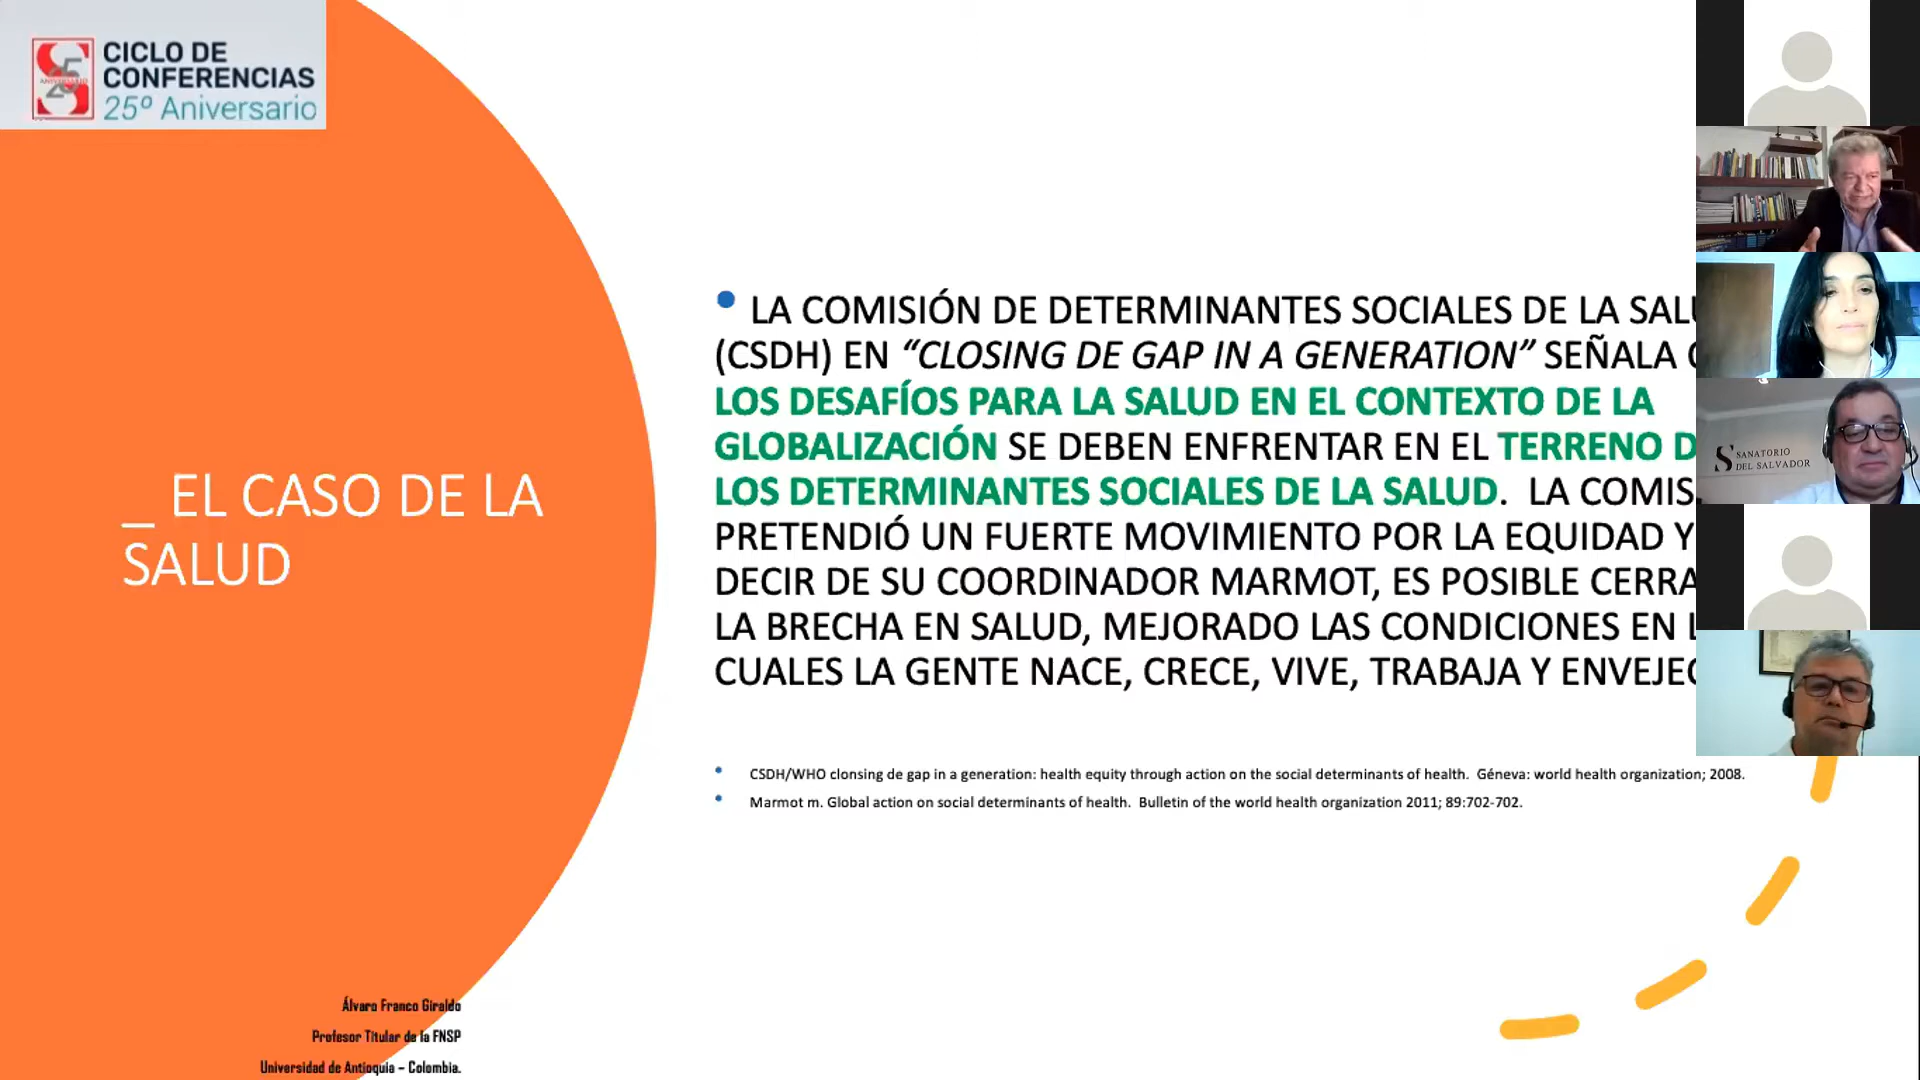 CICLO DE
CONFERENCIAS
25º Aniversario
ANIVERSARIO
25
_ EL CASO DE LA
SALUD
• LA COMISIÓN DE DETERMINANTES SOCIALES DE LA
(CSDH) EN “CLOSING DE GAP IN A GENERATION” SEÑALA
LOS DESAFÍOS PARA LA SALUD EN EL CONTEXTO DE LA
GLOBALIZACIÓN SE DEBEN ENFRENTAR EN EL TERRENO
LOS DETERMINANTES SOCIALES DE LA SALUD. LA
PRETENDIÓ UN FUERTE MOVIMIENTO POR LA EQUIDAD Y
DECIR DE SU COORDINADOR MARMOT, ES POSIBLE
LA BRECHA EN SALUD, MEJORADO LAS CONDICIONES EN
CUALES LA GENTE NACE, CRECE, VIVE, TRABAJA Y
• CSDH/WHO clonsing de gap in a generation: health equity through action on the social determinants of health. Géneva: world health organization; 2008.
• Marmot m. Global action on social determinants of health. Bulletin of the world health organization 2011; 89:702-702.
Álvaro Franco Giraldo
Profesor Titular de la FNSP
Universidad de Antioquia – Colombia.
SANATORIO
DEL SALVADOR